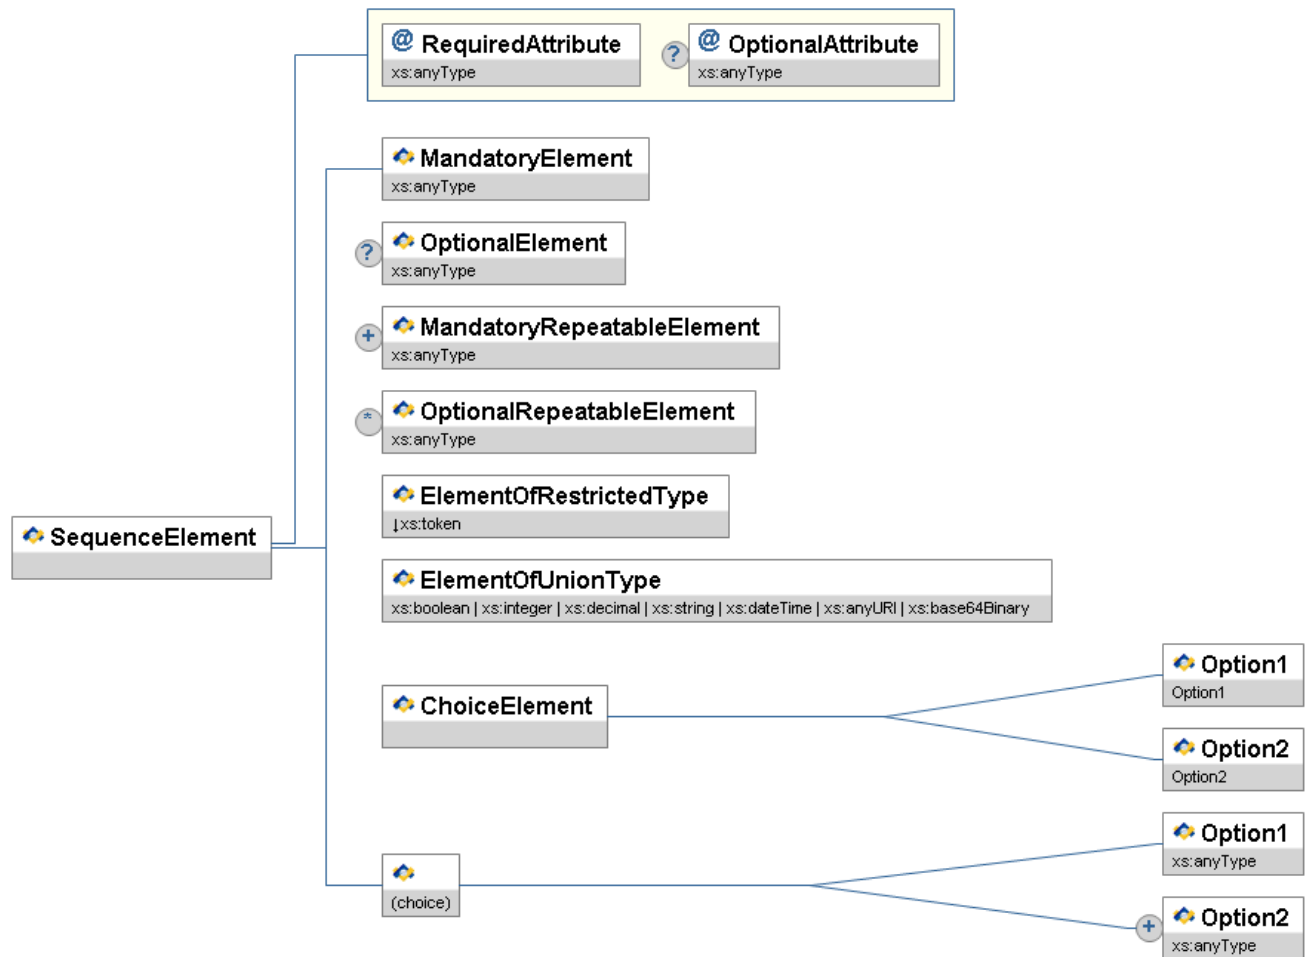 @ RequiredAttribute
xs:anyType
? @ OptionalAttribute
xs:anyType
MandatoryElement
xs:anyType
? OptionalElement
xs:anyType
+ MandatoryRepeatableElement
xs:anyType
* OptionalRepeatableElement
xs:anyType
ElementOfRestrictedType
↓xs:token
SequenceElement
ElementOfUnionType
xs:boolean | xs:integer | xs:decimal | xs:string | xs:dateTime | xs:anyURI | xs:base64Binary
ChoiceElement
Option1
Option1
Option2
Option2
(choice)
Option1
xs:anyType
+ Option2
xs:anyType